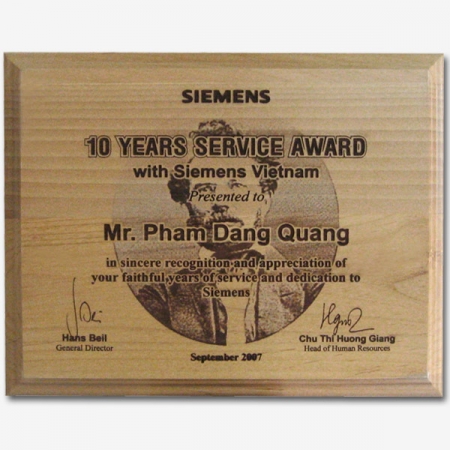 SIEMENS
10 YEARS SERVICE AWARD
with Siemens Vietnam
Presented to
Mr. Pham Dang Quang
in sincere recognition and appreciation of
your faithful years of service and dedication to
Siemens
Hans Beil
General Director
Chu Thi Huong Giang
Head of Human Resources
September 2007